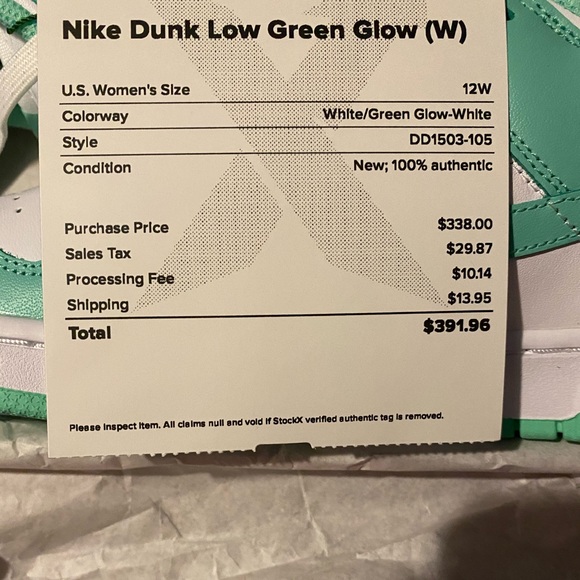 Nike Dunk Low Green Glow (W)
U.S. Women's Size 12W
Colorway White/Green Glow-White
Style DD1503-105
Condition New; 100% authentic
Purchase Price $338.00
Sales Tax $29.87
Processing Fee $10.14
Shipping $13.95
Total $391.96
Please inspect item. All claims null and void if StockX verified authentic tag is removed.